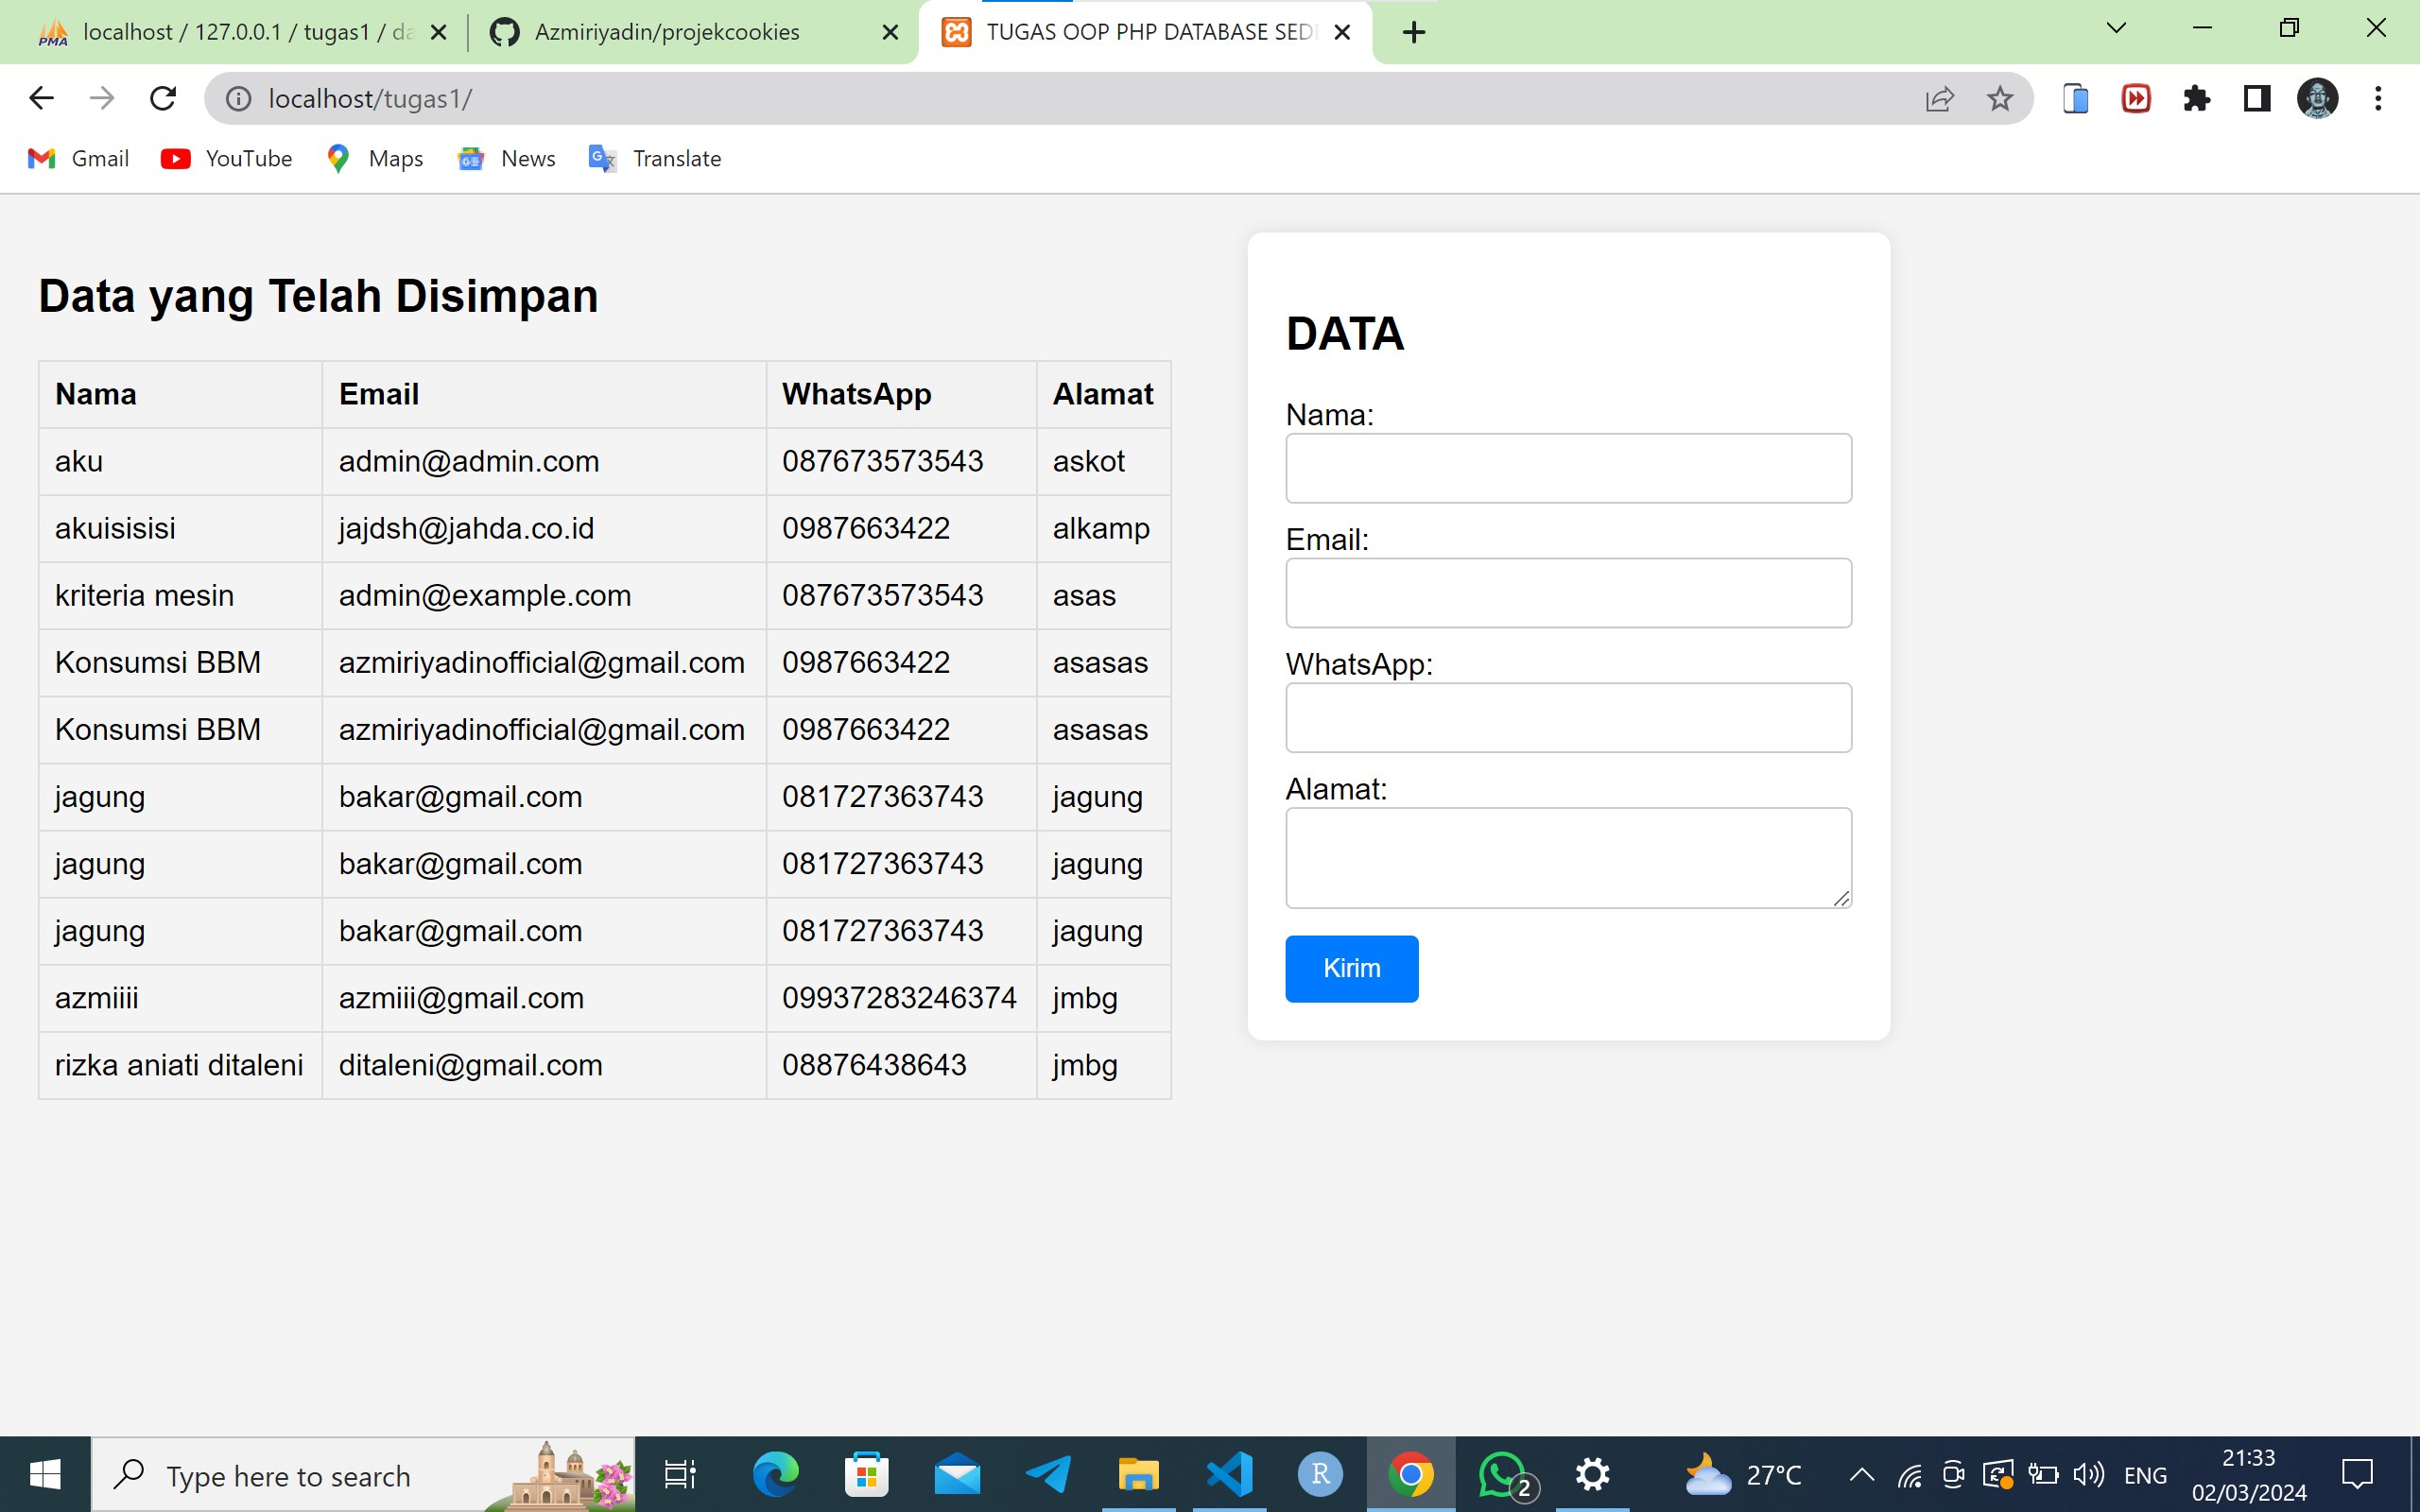 localhost / 127.0.0.1 / tugas1 / da
Azmiriyadin/projekcookies
TUGAS OOP PHP DATABASE SED
localhost/tugas1/
Gmail YouTube Maps News Translate
Data yang Telah Disimpan
Nama Email WhatsApp Alamat
aku admin@admin.com 087673573543 askot
akuisisisi jajdsh@jahda.co.id 0987663422 alkamp
kriteria mesin admin@example.com 087673573543 asas
Konsumsi BBM azmiriyadinofficial@gmail.com 0987663422 asasas
Konsumsi BBM azmiriyadinofficial@gmail.com 0987663422 asasas
jagung bakar@gmail.com 081727363743 jagung
jagung bakar@gmail.com 081727363743 jagung
jagung bakar@gmail.com 081727363743 jagung
azmiiii azmiii@gmail.com 09937283246374 jmbg
rizka aniati ditaleni ditaleni@gmail.com 08876438643 jmbg
DATA
Nama:
Email:
WhatsApp:
Alamat:
Kirim
Type here to search
R
2
27°C
ENG
21:33
02/03/2024